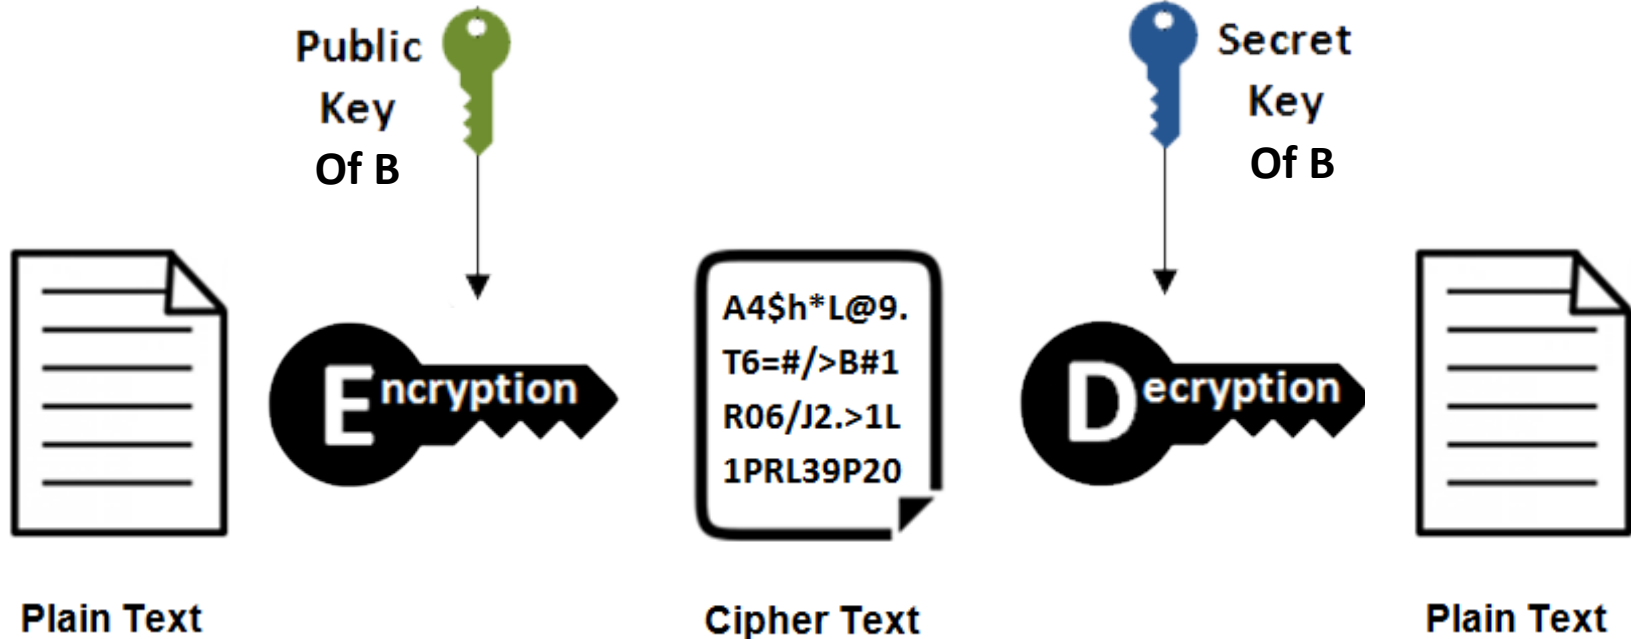 Public
Key
Of B
Secret
Key
Of B
Encryption
A4$h*L@9.
T6=#/>B#1
R06/J2.>1L
1PRL39P20
Decryption
Plain Text
Cipher Text
Plain Text